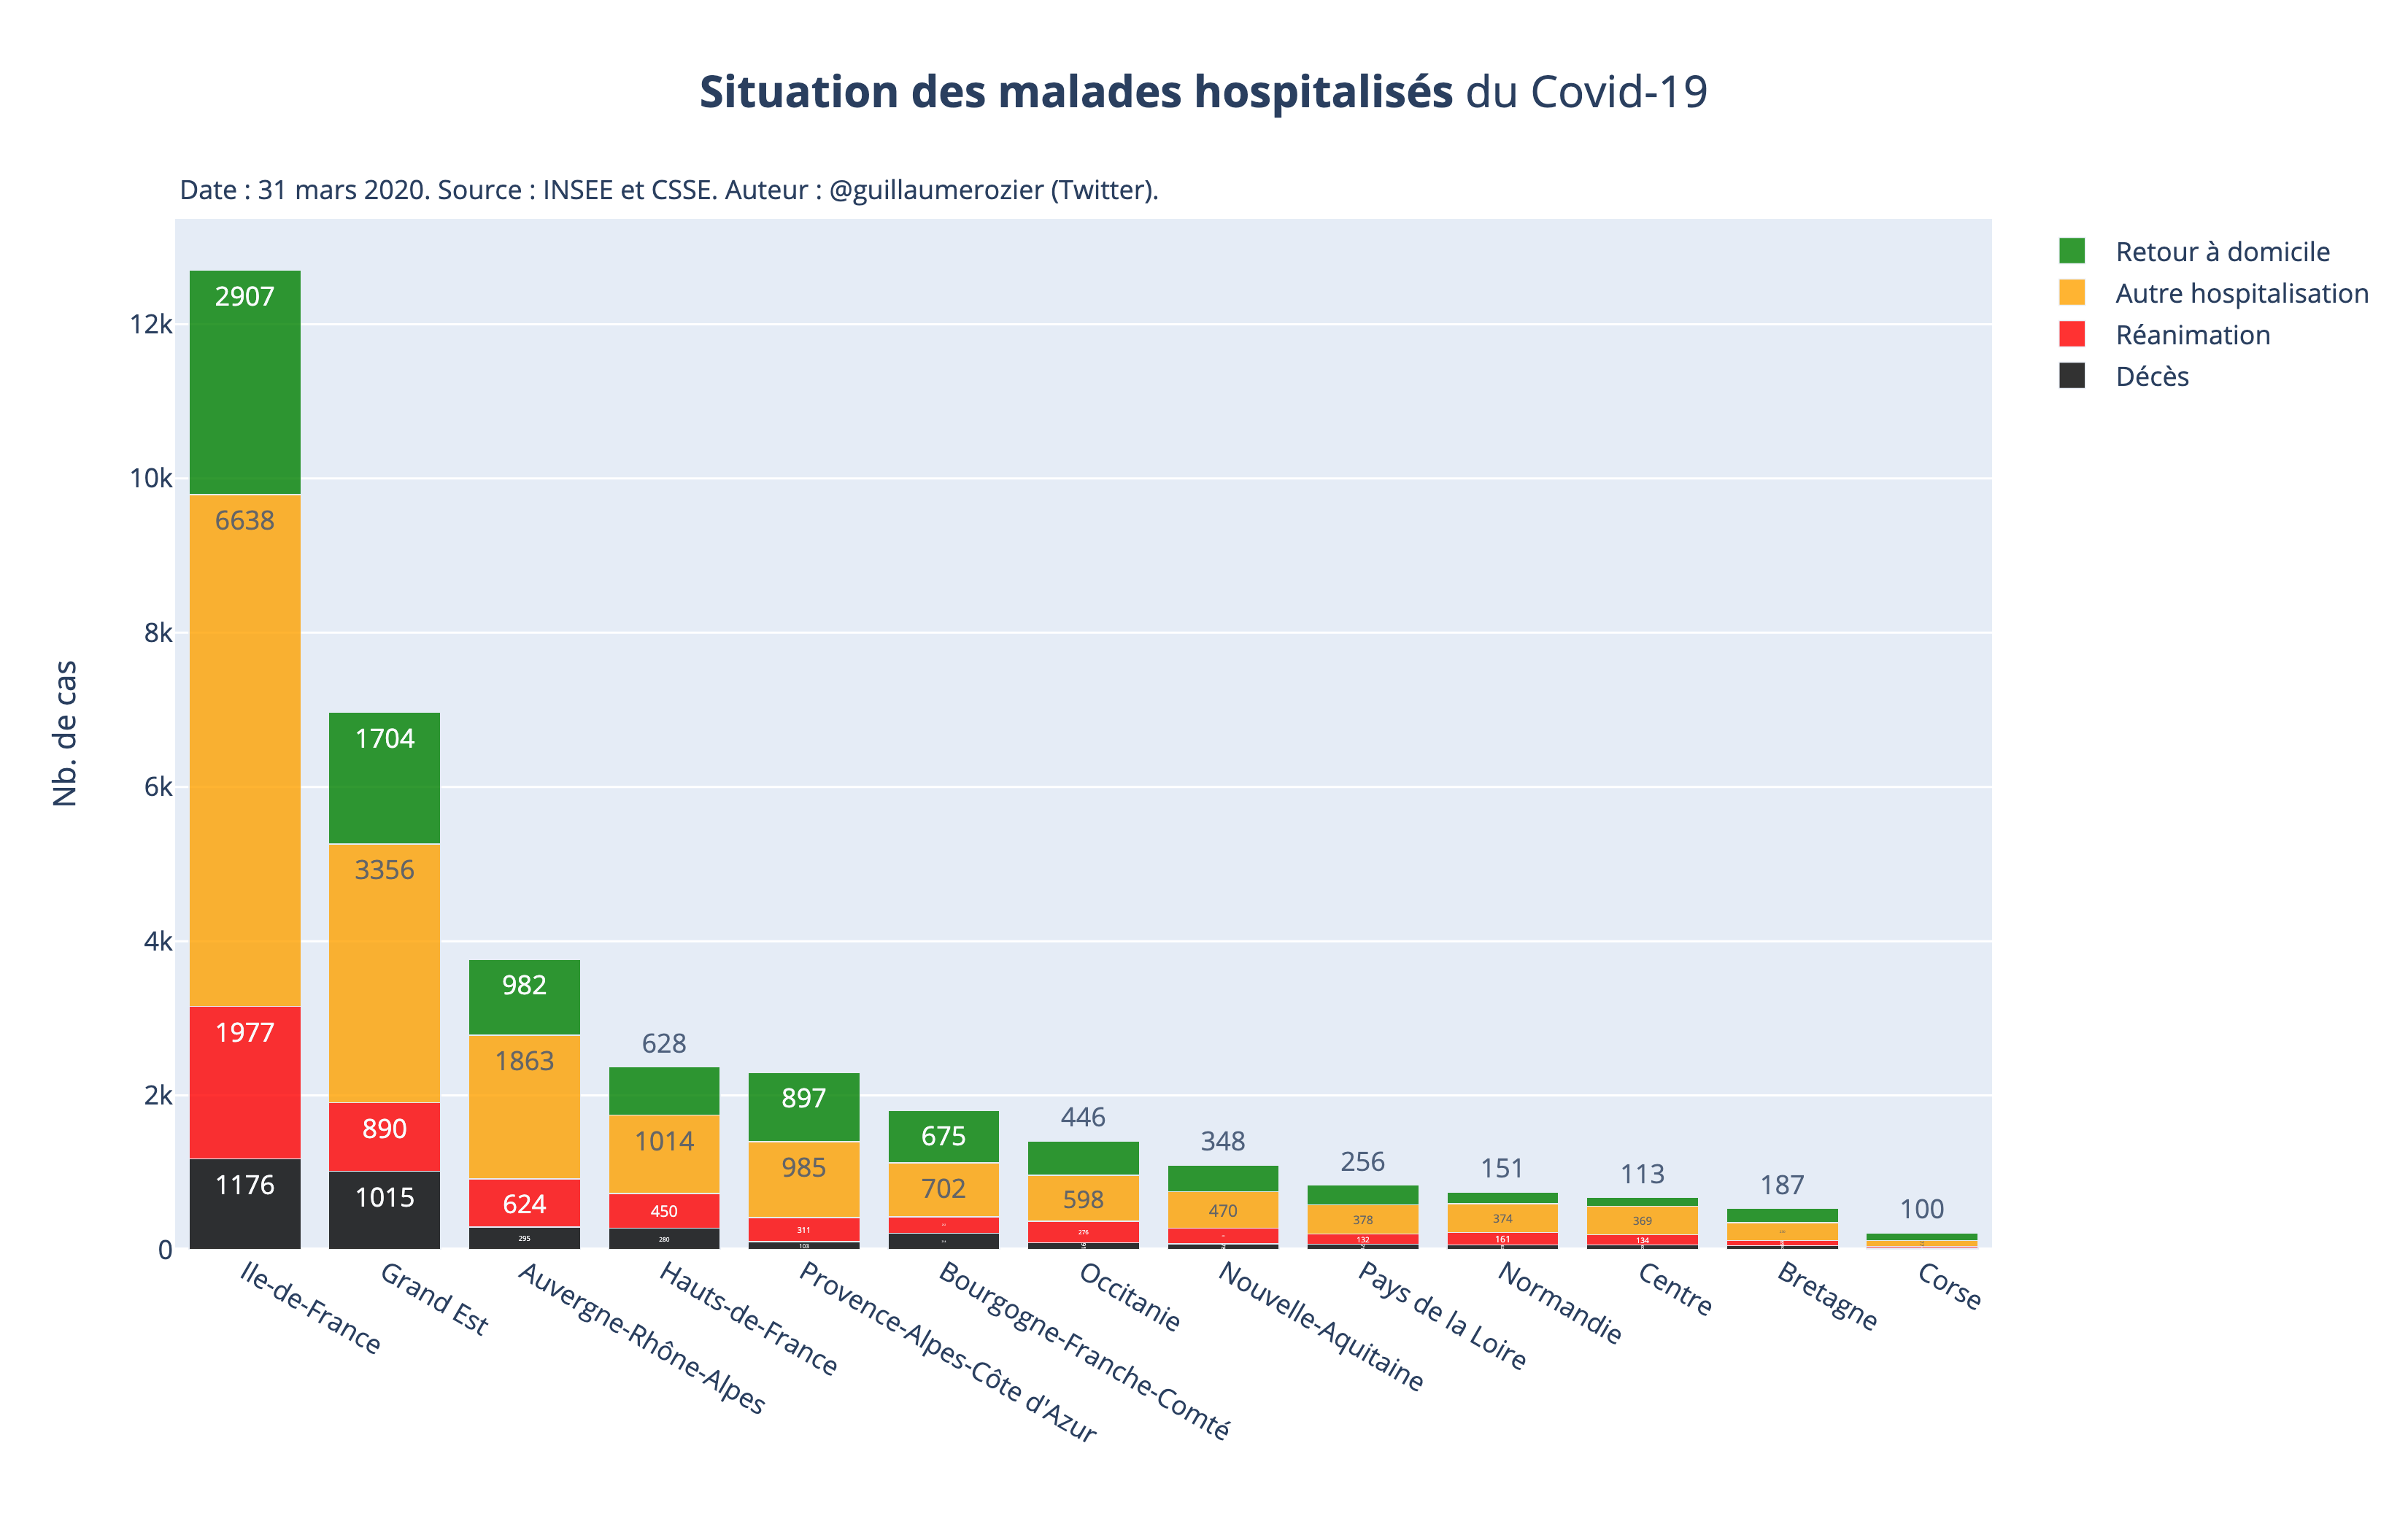 Situation des malades hospitalisés du Covid-19
Date : 31 mars 2020. Source : INSEE et CSSE. Auteur : @guillaumerozier (Twitter).
Retour à domicile
Autre hospitalisation
Réanimation
Décès
Nb. de cas
12k
10k
8k
6k
4k
2k
0
2907
6638
1977
1176
1704
3356
890
1015
982
1863
624
295
628
1014
450
280
897
985
311
103
675
702
446
598
276
348
470
256
378
132
151
374
161
113
369
134
187
100
Ile-de-France
Grand Est
Auvergne-Rhône-Alpes
Hauts-de-France
Provence-Alpes-Côte d'Azur
Bourgogne-Franche-Comté
Occitanie
Nouvelle-Aquitaine
Pays de la Loire
Normandie
Centre
Bretagne
Corse